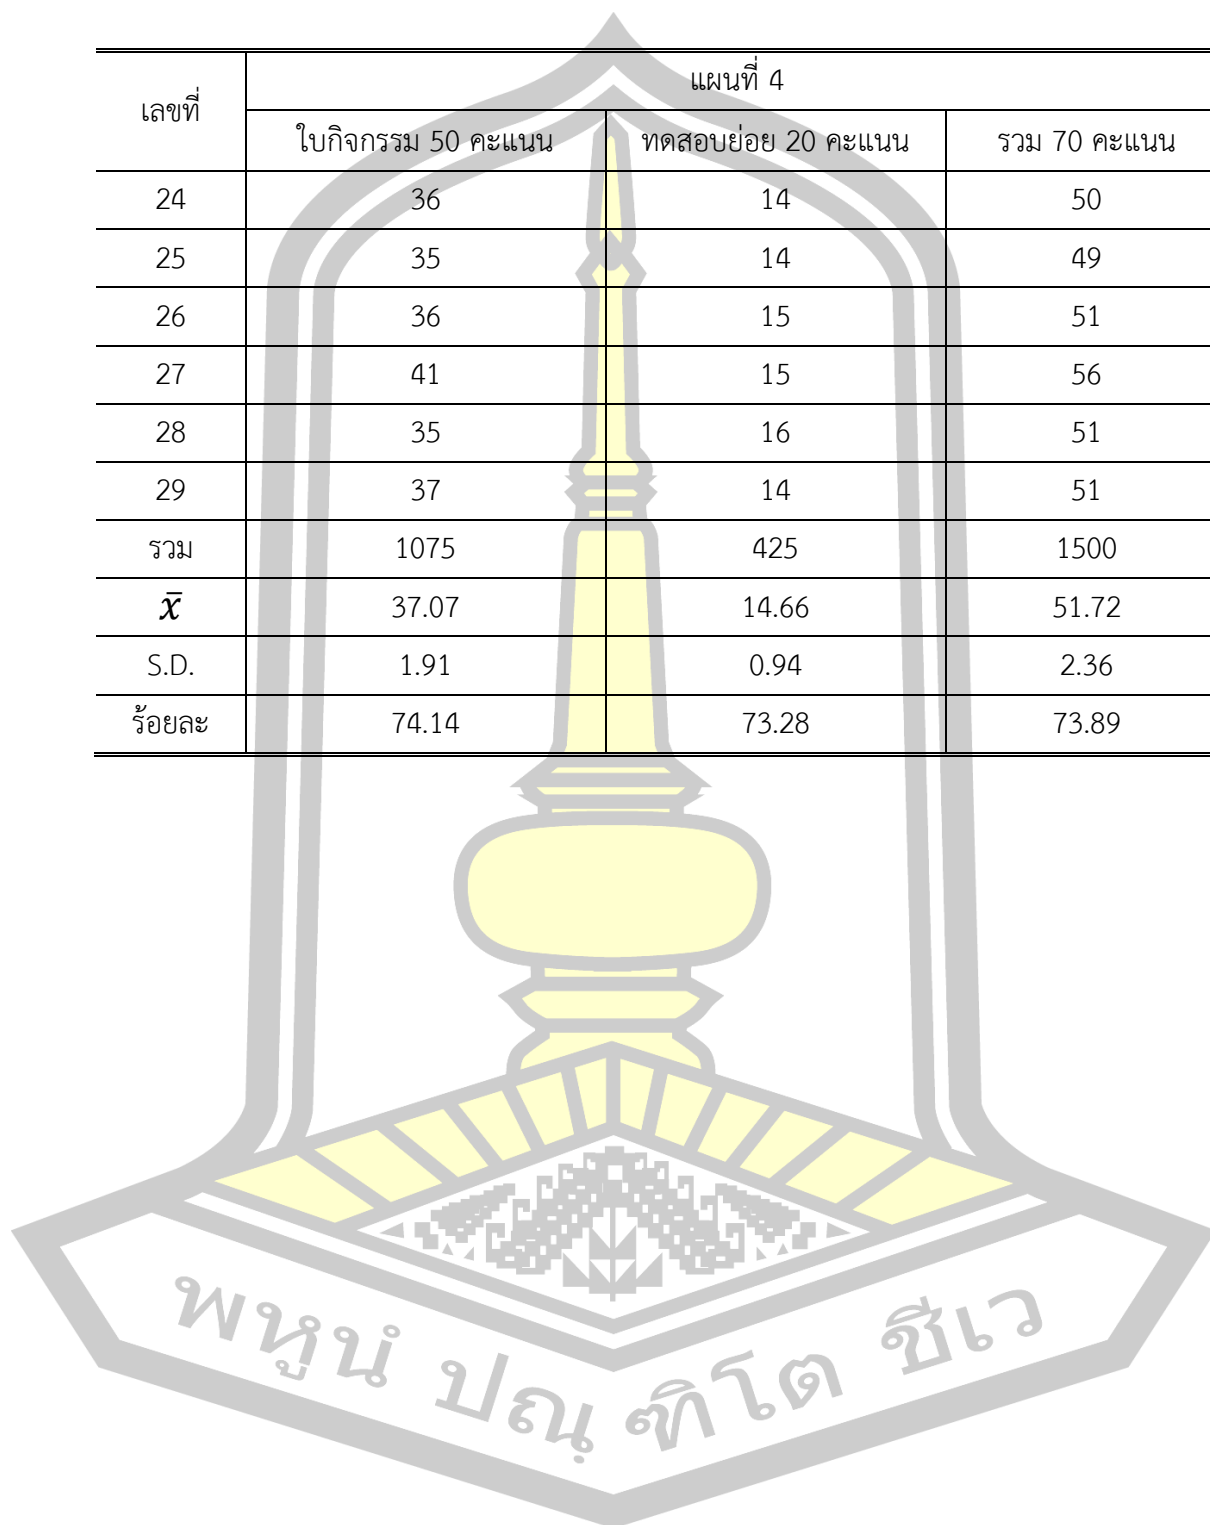 เลขที่ แผนที่ 4
ใบกิจกรรม 50 คะแนน ทดสอบย่อย 20 คะแนน รวม 70 คะแนน
24 36 14 50
25 35 14 49
26 36 15 51
27 41 15 56
28 35 16 51
29 37 14 51
รวม 1075 425 1500
x̄ 37.07 14.66 51.72
S.D. 1.91 0.94 2.36
ร้อยละ 74.14 73.28 73.89
พหูนํ ปณฺฑิโต ชีเว